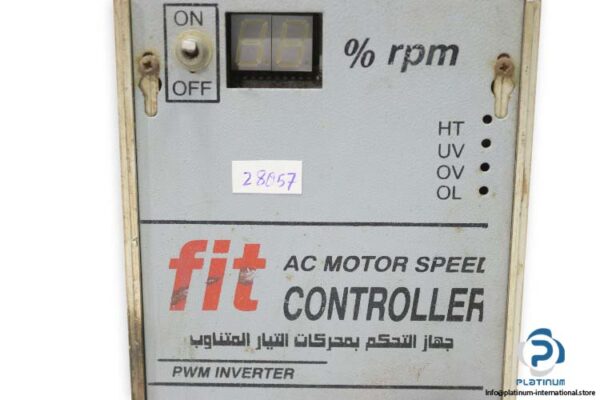 ON
% rpm
OFF
HT
UV
OV
OL
28057
fit
AC MOTOR SPEED
CONTROLLER
جهاز التحكم بمحركات التيار المتناوب
PWM INVERTER
PLATINUM
Info@platinum-international.store